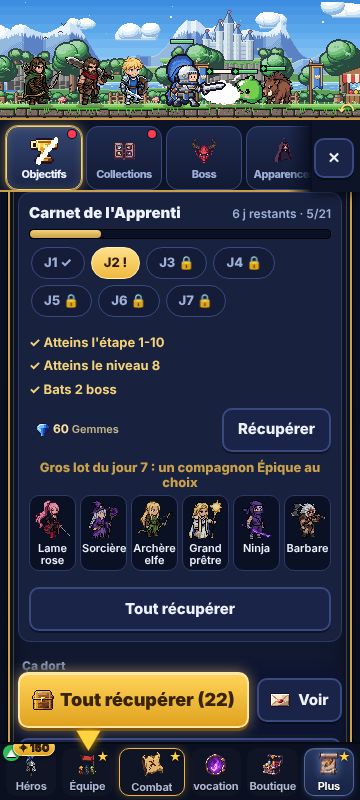 Objectifs
Collections
Boss
Apparence
×
Carnet de l'Apprenti
6 j restants · 5/21
J1 ✓
J2 !
J3 🔒
J4 🔒
J5 🔒
J6 🔒
J7 🔒
✓ Atteins l'étape 1-10
✓ Atteins le niveau 8
✓ Bats 2 boss
60 Gemmes
Récupérer
Gros lot du jour 7 : un compagnon Épique au
choix
Lame
rose
Sorcière
Archère
elfe
Grand
prêtre
Ninja
Barbare
Tout récupérer
Ça dort
Tout récupérer (22)
Voir
160
Héros
Équipe
Combat
vocation
Boutique
Plus